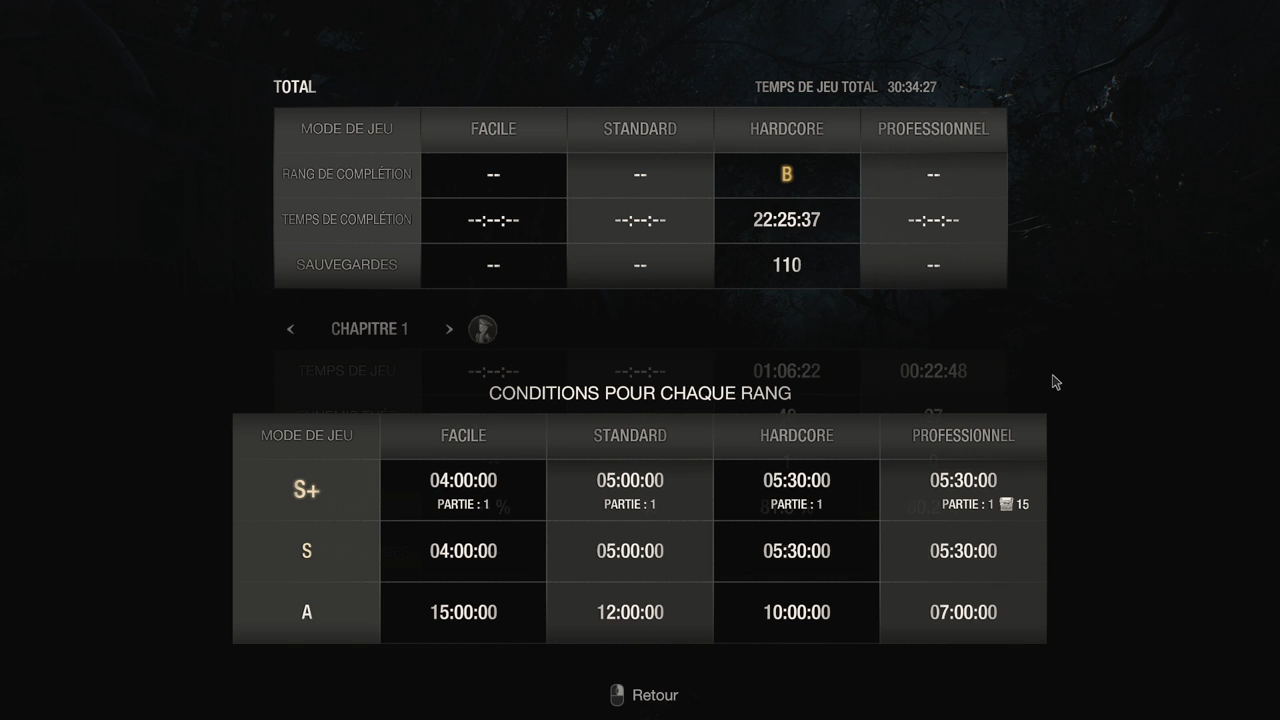 TOTAL
TEMPS DE JEU TOTAL 30:34:27
MODE DE JEU FACILE STANDARD HARDCORE PROFESSIONNEL
RANG DE COMPLÉTION -- -- B --
TEMPS DE COMPLÉTION --:--:-- --:--:-- 22:25:37 --:--:--
SAUVEGARDES -- -- 110 --
< CHAPITRE 1 >
TEMPS DE JEU --:--:-- --:--:-- 01:06:22 00:22:48
CONDITIONS POUR CHAQUE RANG
MODE DE JEU FACILE STANDARD HARDCORE PROFESSIONNEL
S+ 04:00:00 05:00:00 05:30:00 05:30:00
PARTIE : 1 PARTIE : 1 PARTIE : 1 PARTIE : 1 15
S 04:00:00 05:00:00 05:30:00 05:30:00
A 15:00:00 12:00:00 10:00:00 07:00:00
Retour